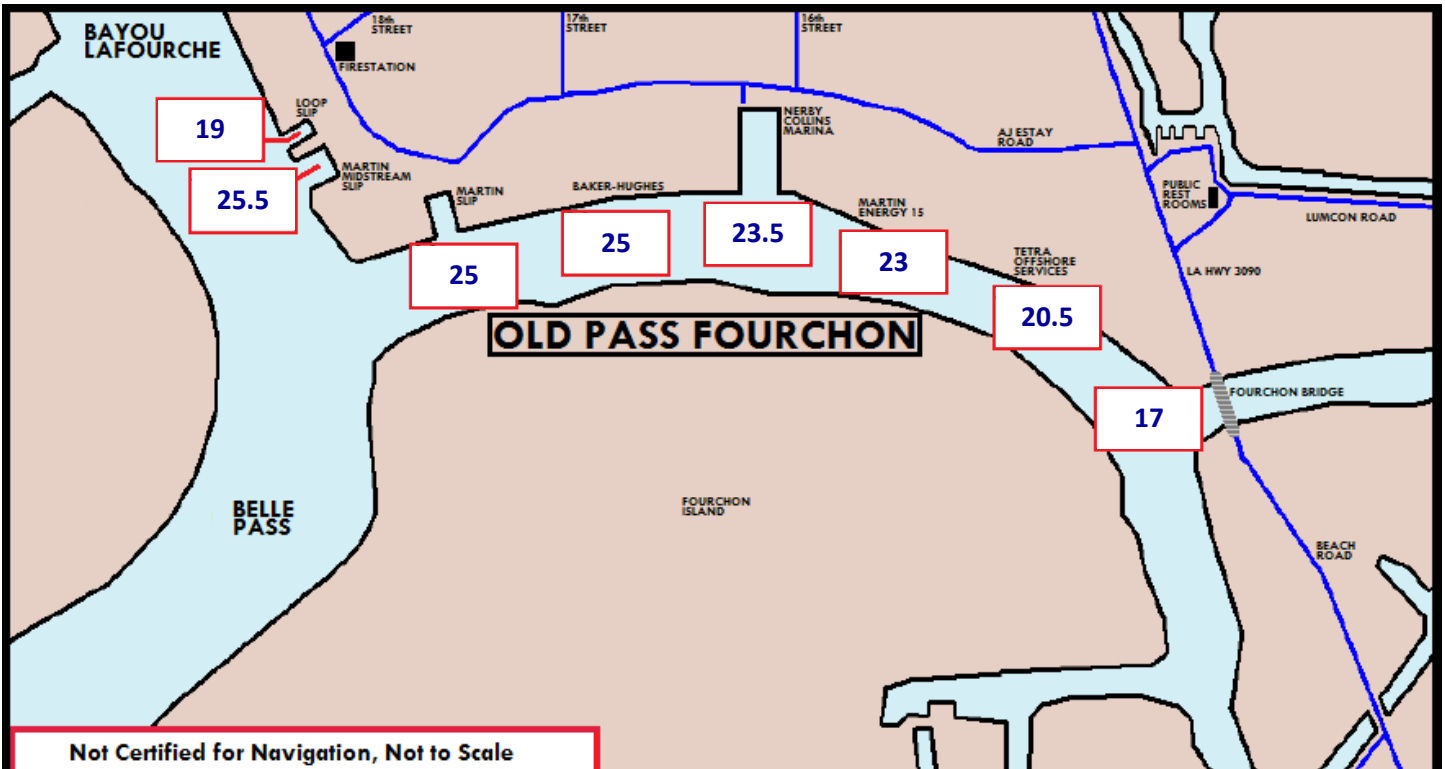 BAYOU
LAFOURCHE
18th
STREET
17th
STREET
16th
STREET
FIRESTATION
LOOP
SLIP
19
MARTIN
MIDSTREAM
SLIP
25.5
NERBY
COLLINS
MARINA
AJ ESTAY
ROAD
PUBLIC
REST
ROOMS
LUMCON ROAD
MARTIN
SLIP
BAKER-HUGHES
MARTIN
ENERGY 15
TETRA
OFFSHORE
SERVICES
LA HWY 3090
25
25
23.5
23
20.5
17
OLD PASS FOURCHON
FOURCHON BRIDGE
BELLE
PASS
FOURCHON
ISLAND
BEACH
ROAD
Not Certified for Navigation, Not to Scale